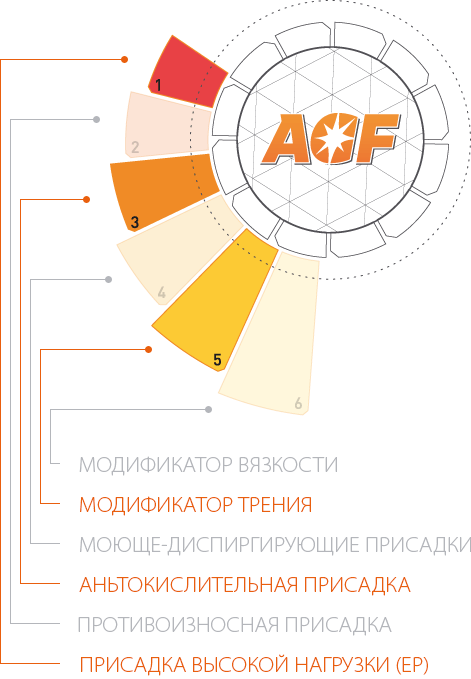 ACF
1
2
3
4
5
6
МОДИФИКАТОР ВЯЗКОСТИ
МОДИФИКАТОР ТРЕНИЯ
МОЮЩЕ-ДИСПИРГИРУЮЩИЕ ПРИСАДКИ
АНЬТОКИСЛИТЕЛЬНАЯ ПРИСАДКА
ПРОТИВОИЗНОСНАЯ ПРИСАДКА
ПРИСАДКА ВЫСОКОЙ НАГРУЗКИ (EP)